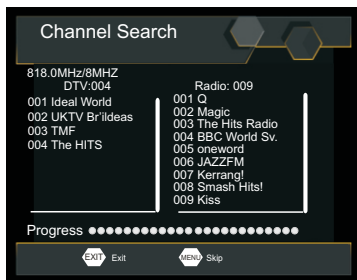 Channel Search
818.0MHz/8MHZ
DTV:004
001 Ideal World
002 UKTV Br'ildeas
003 TMF
004 The HITS
Radio: 009
001 Q
002 Magic
003 The Hits Radio
004 BBC World Sv.
005 oneword
006 JAZZFM
007 Kerrang!
008 Smash Hits!
009 Kiss
Progress
EXIT Exit
MENU Skip